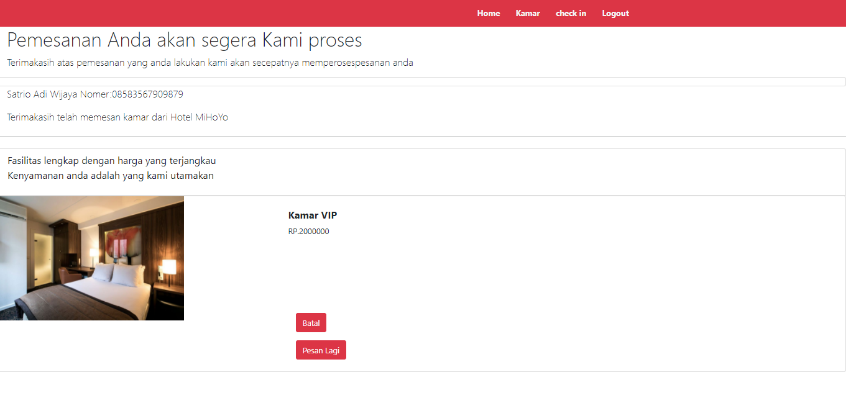 Home Kamar check in Logout
Pemesanan Anda akan segera Kami proses
Terimakasih atas pemesanan yang anda lakukan kami akan secepatnya memperosespesanan anda
Satrio Adi Wijaya Nomer:08583567909879
Terimakasih telah memesan kamar dari Hotel MiHoYo
Fasilitas lengkap dengan harga yang terjangkau
Kenyamanan anda adalah yang kami utamakan
Kamar VIP
RP.2000000
Batal
Pesan Lagi